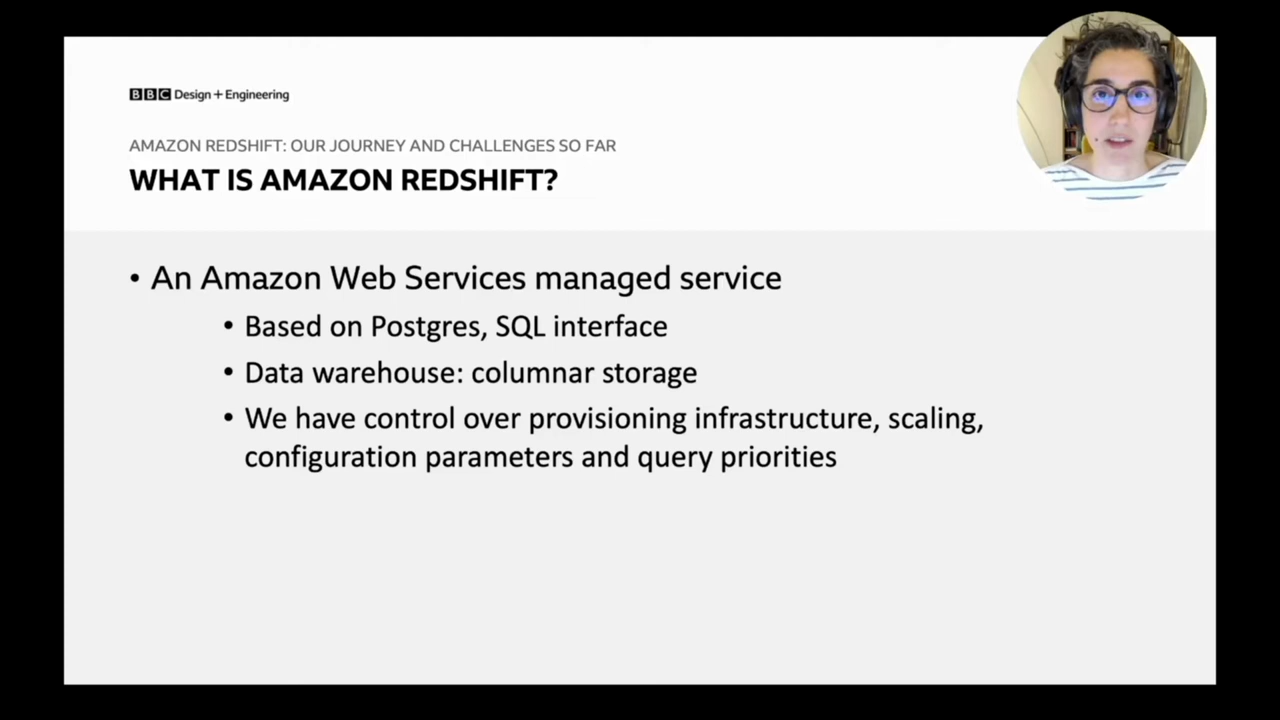 BBC Design + Engineering
AMAZON REDSHIFT: OUR JOURNEY AND CHALLENGES SO FAR
WHAT IS AMAZON REDSHIFT?
• An Amazon Web Services managed service
• Based on Postgres, SQL interface
• Data warehouse: columnar storage
• We have control over provisioning infrastructure, scaling,
configuration parameters and query priorities